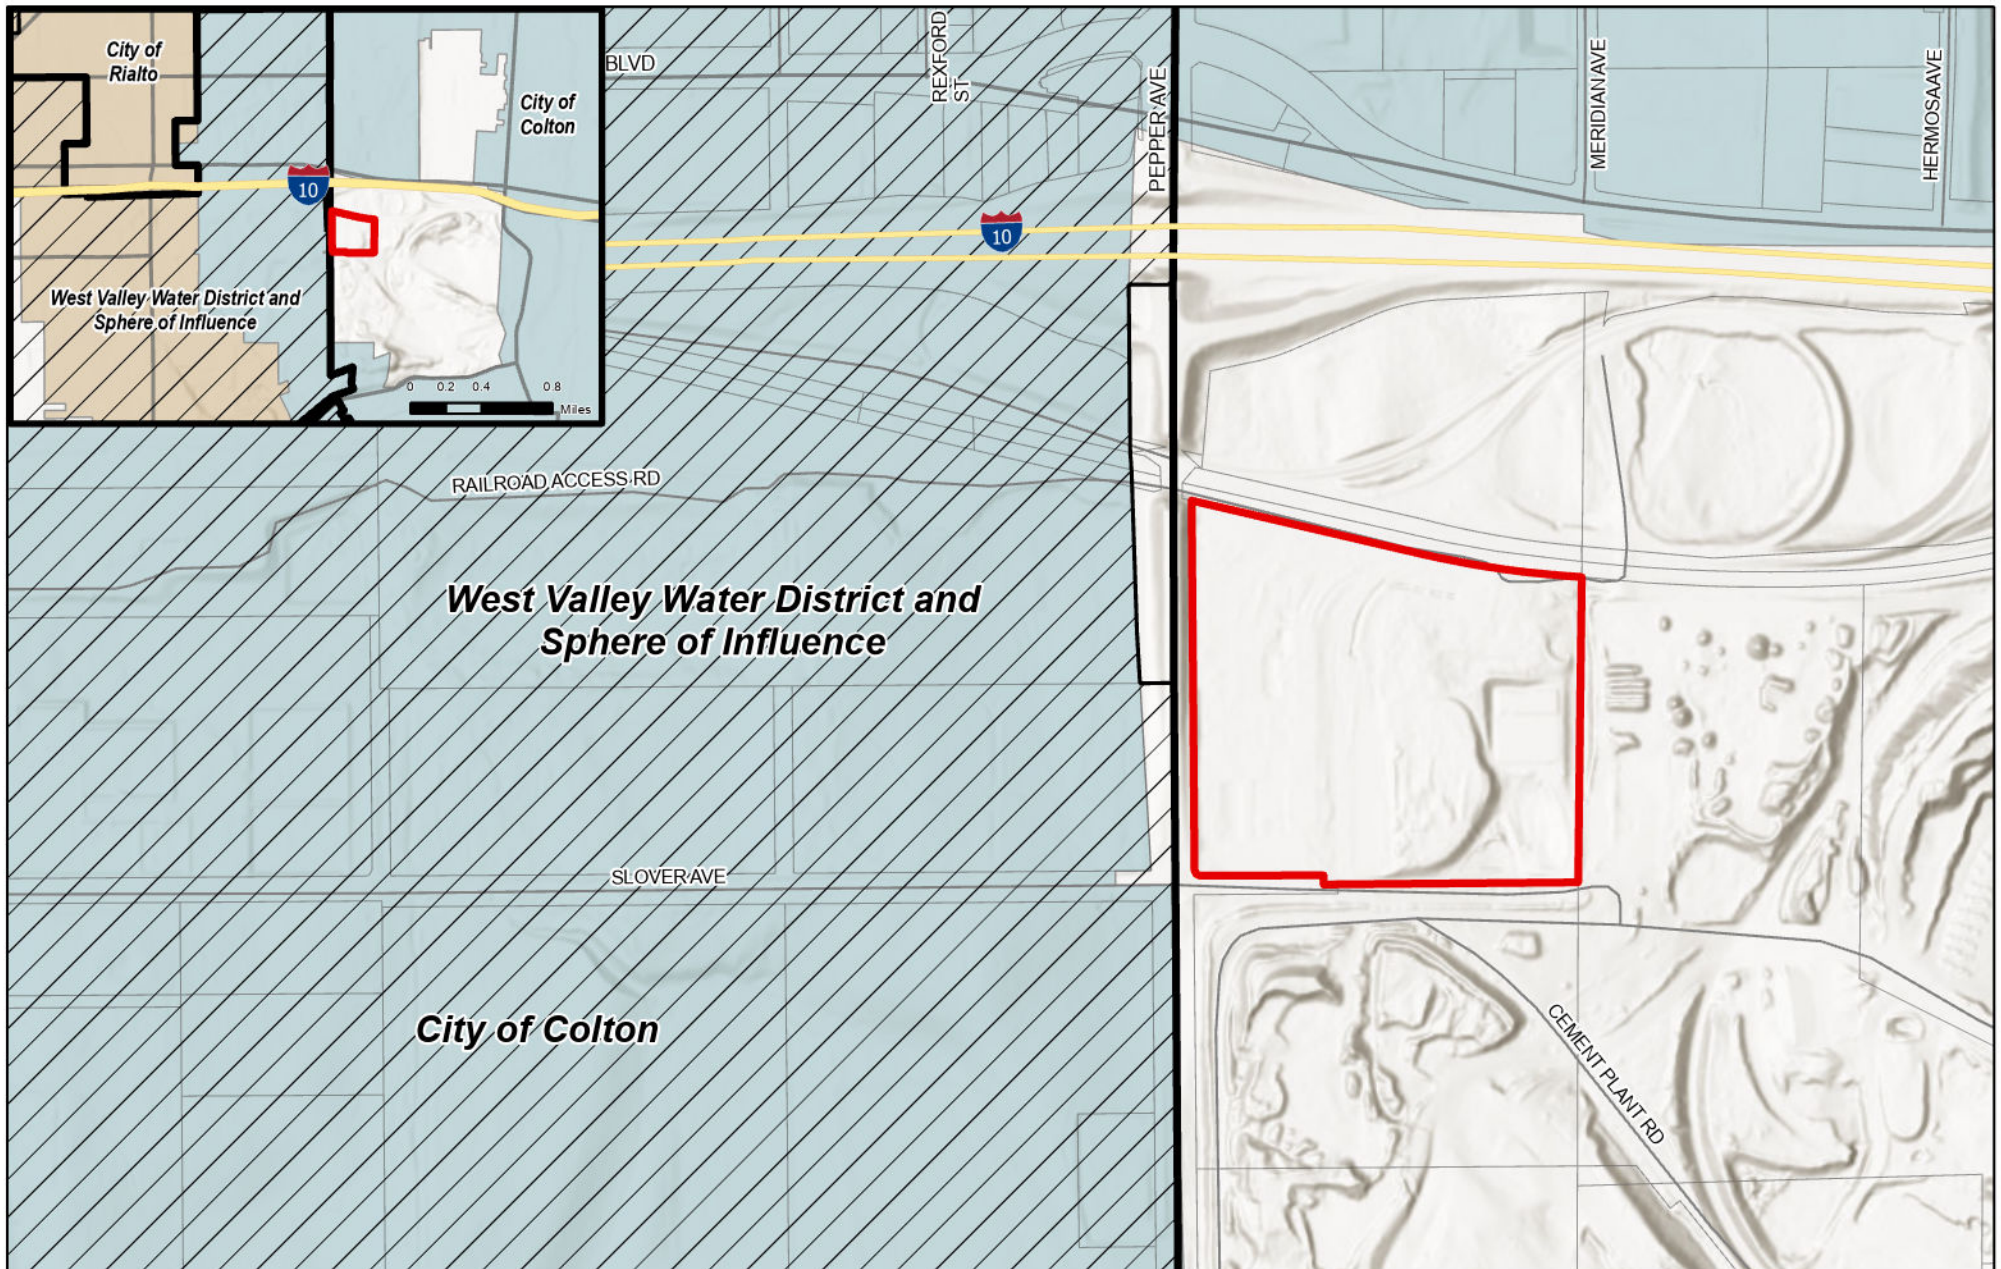 City of
Rialto
City of
Colton
10
West Valley Water District and
Sphere of Influence
0 0.2 0.4 0.8
Miles
BLVD
REXFORD
ST
PEPPER AVE
MERIDIAN AVE
HERMOSA AVE
10
RAILROAD ACCESS RD
West Valley Water District and
Sphere of Influence
SLOVER AVE
City of Colton
CEMENT PLANT RD